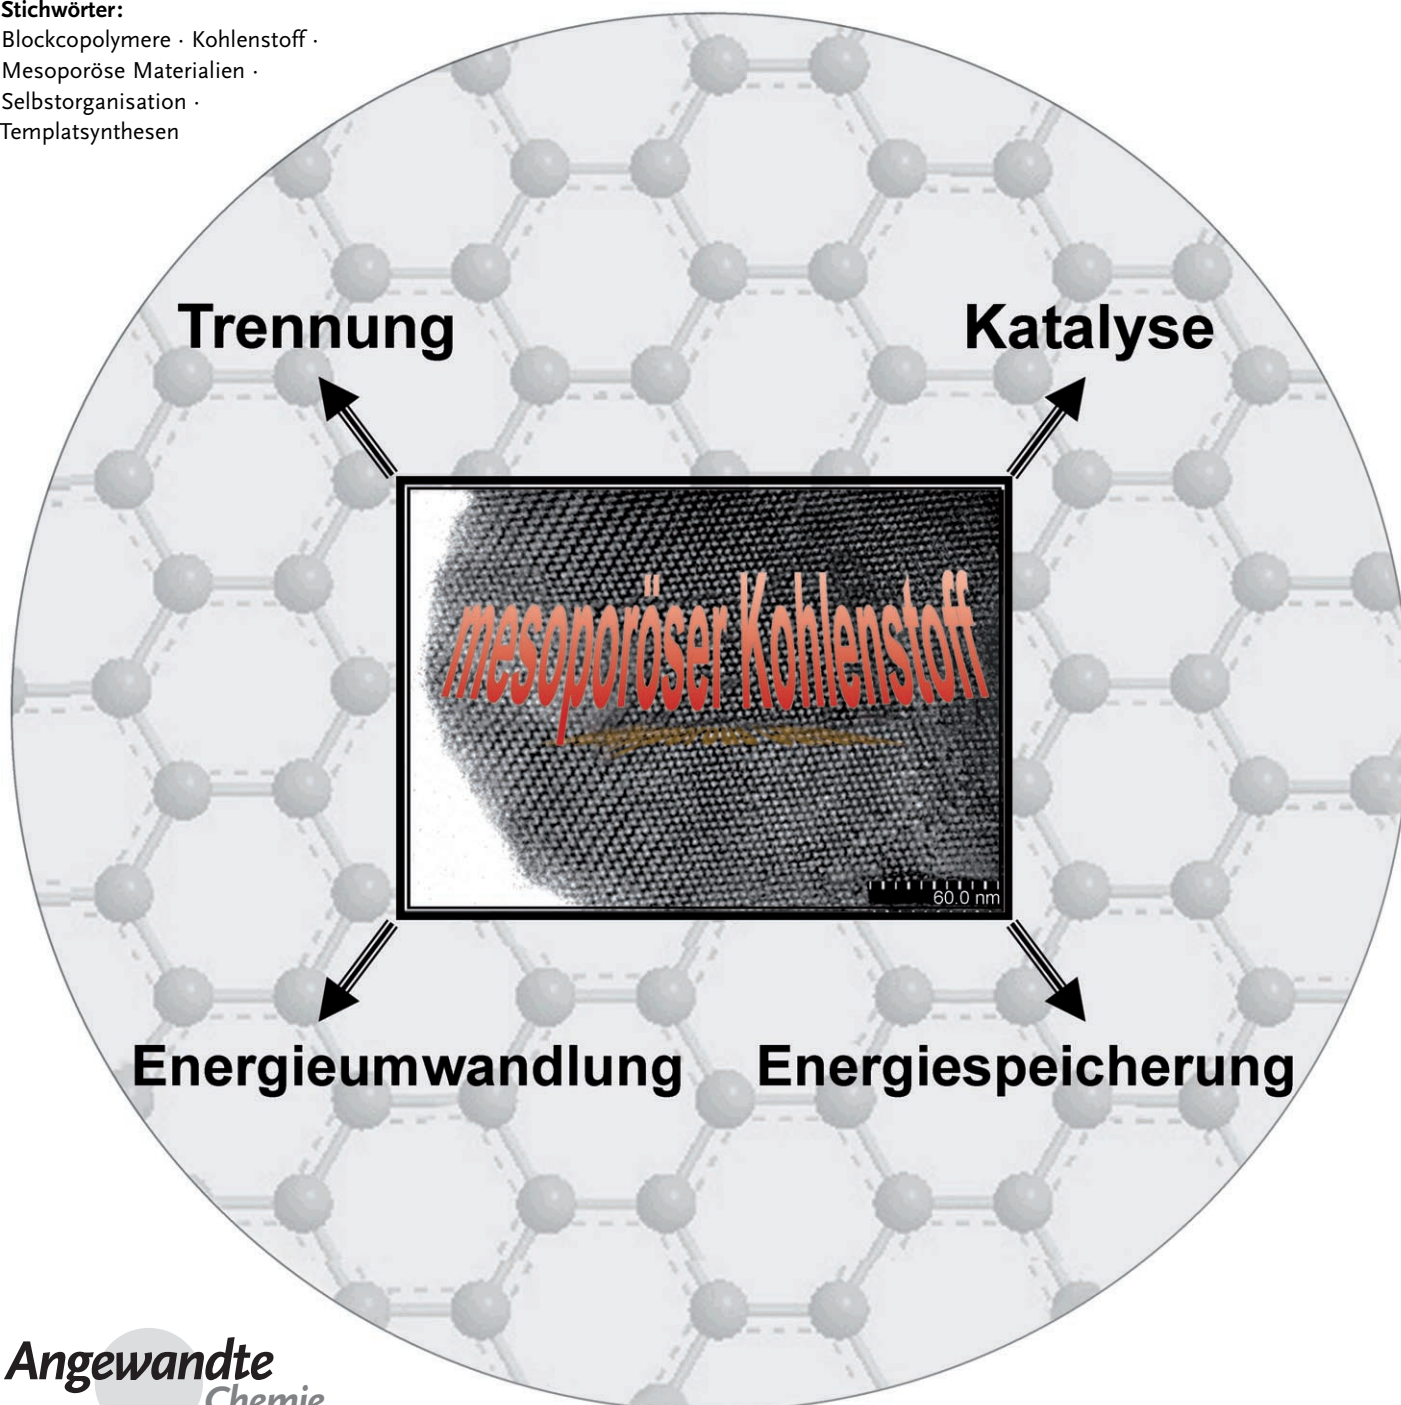 Stichwörter:
Blockcopolymere · Kohlenstoff ·
Mesoporöse Materialien ·
Selbstorganisation ·
Templatsynthesen
Trennung
Katalyse
mesoporöser Kohlenstoff
60.0 nm
Energieumwandlung
Energiespeicherung
Angewandte
Chemie